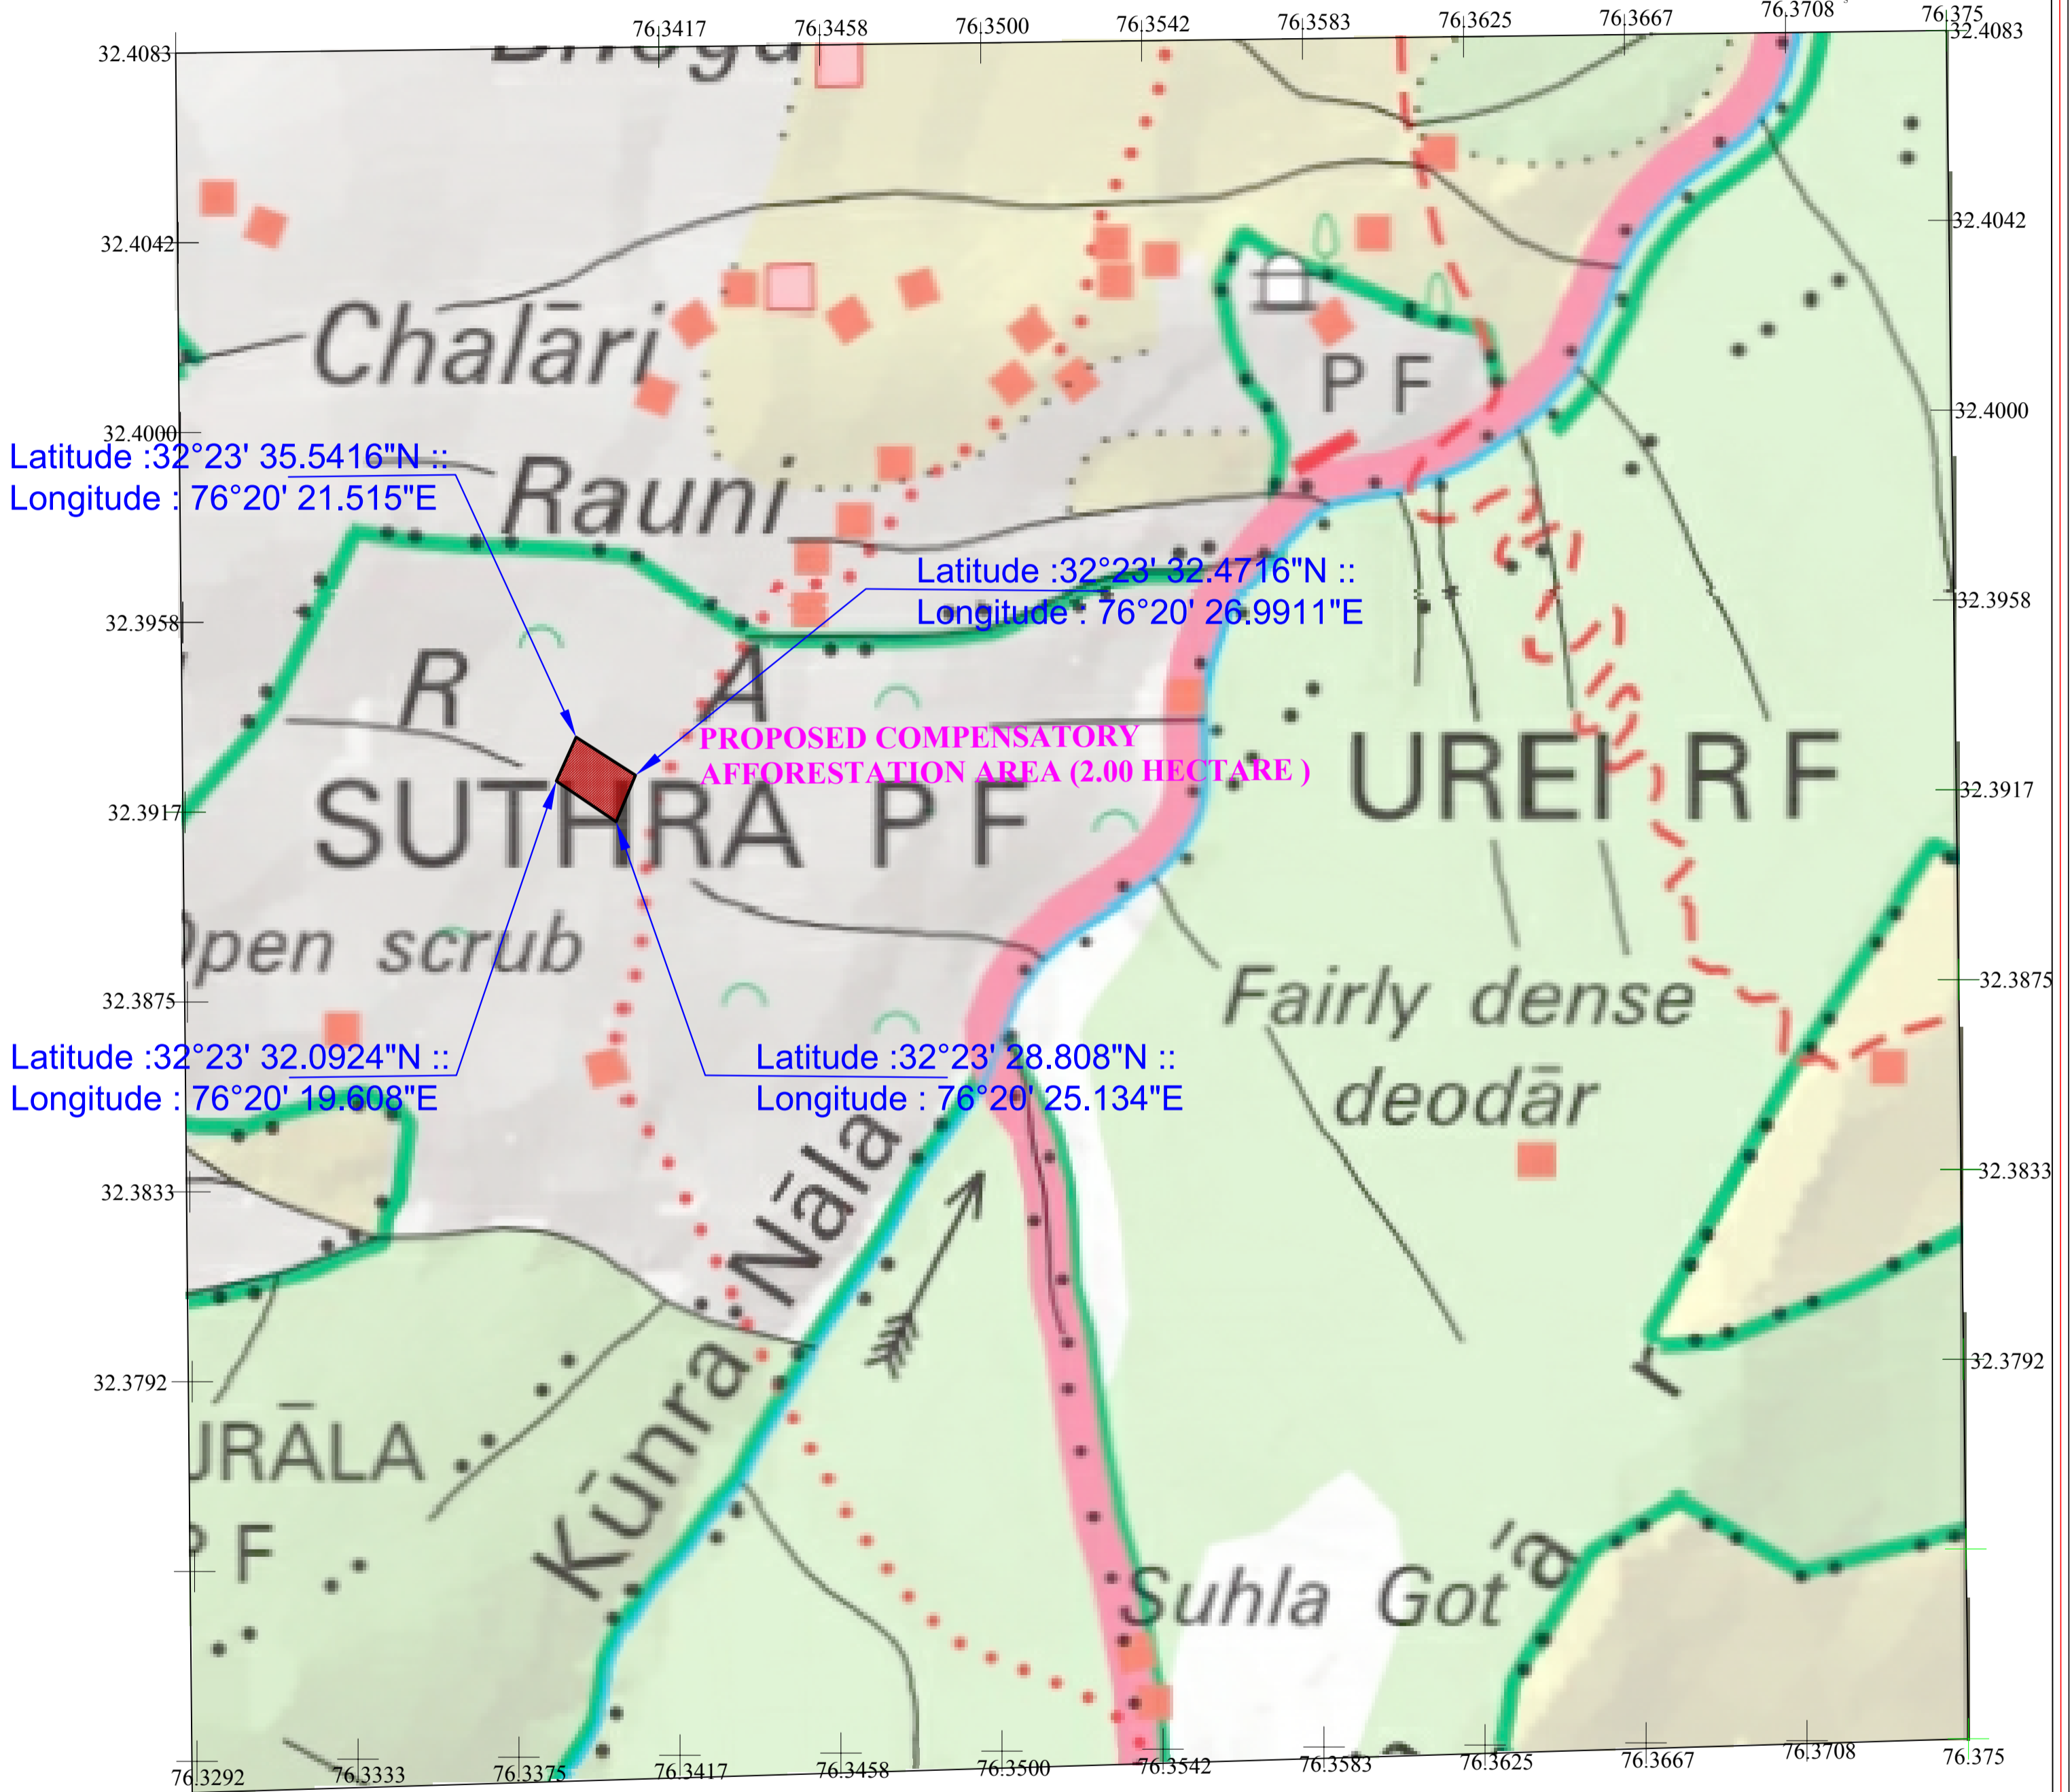 76.3417 76.3458 76.3500 76.3542 76.3583 76.3625 76.3667 76.3708 76.375
32.4083 32.4083
32.4042 32.4042
Chalāri
P F
32.4000 32.4000
Latitude :32°23' 35.5416"N ::
Longitude : 76°20' 21.515"E
Rauni
Latitude :32°23' 32.4716"N ::
Longitude : 76°20' 26.9911"E
32.3958 32.3958
R A
PROPOSED COMPENSATORY
AFFORESTATION AREA (2.00 HECTARE )
UREI R F
32.3917 32.3917
SUTHRA P F
Open scrub
Fairly dense
deodār
32.3875 32.3875
Latitude :32°23' 32.0924"N ::
Longitude : 76°20' 19.608"E
Latitude :32°23' 28.808"N ::
Longitude : 76°20' 25.134"E
32.3833 32.3833
Kūnra Nāla
32.3792 32.3792
r
URĀLA
P F
ā
Suhla Got
76.3292 76.3333 76.3375 76.3417 76.3458 76.3500 76.3542 76.3583 76.3625 76.3667 76.3708 76.375